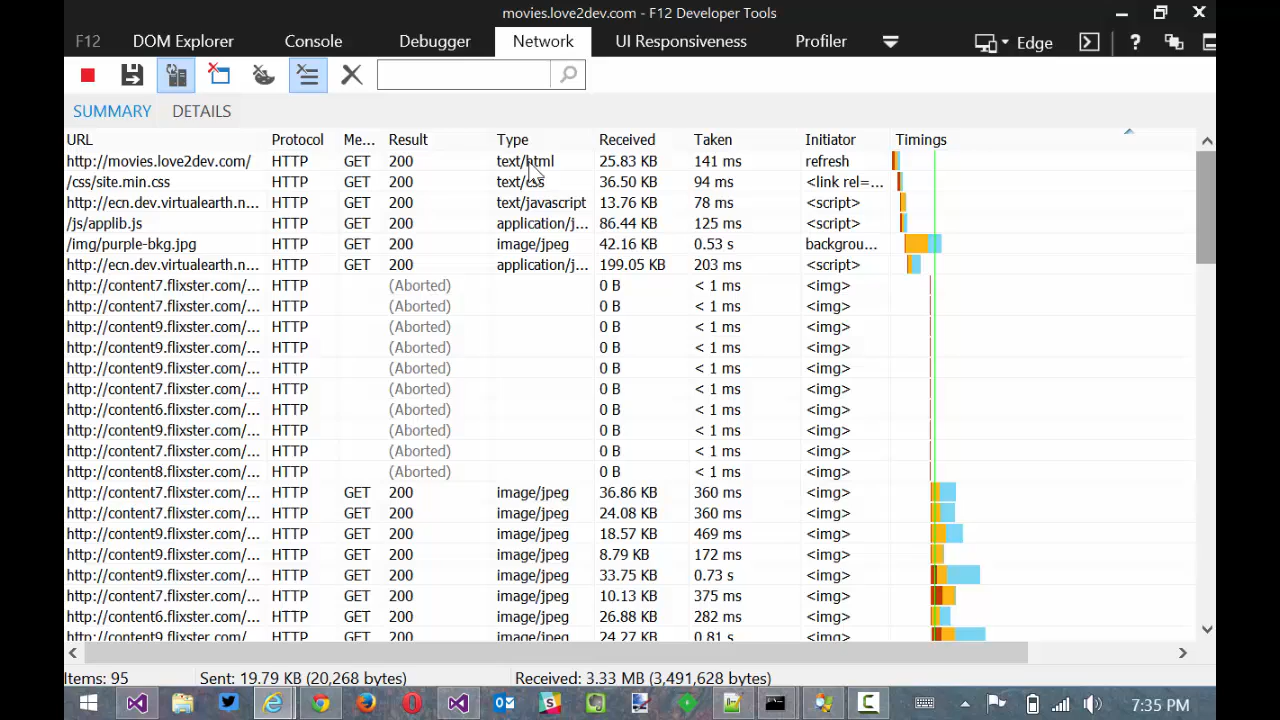 movies.love2dev.com - F12 Developer Tools
F12 DOM Explorer Console Debugger Network UI Responsiveness Profiler Edge ?
SUMMARY DETAILS
URL Protocol Me... Result Type Received Taken Initiator Timings
http://movies.love2dev.com/ HTTP GET 200 text/html 25.83 KB 141 ms refresh
/css/site.min.css HTTP GET 200 text/css 36.50 KB 94 ms <link rel=...
http://ecn.dev.virtualearth.n... HTTP GET 200 text/javascript 13.76 KB 78 ms <script>
/js/applib.js HTTP GET 200 application/j... 86.44 KB 125 ms <script>
/img/purple-bkg.jpg HTTP GET 200 image/jpeg 42.16 KB 0.53 s backgrou...
http://ecn.dev.virtualearth.n... HTTP GET 200 application/j... 199.05 KB 203 ms <script>
http://content7.flixster.com/... HTTP (Aborted) 0 B < 1 ms <img>
http://content7.flixster.com/... HTTP (Aborted) 0 B < 1 ms <img>
http://content9.flixster.com/... HTTP (Aborted) 0 B < 1 ms <img>
http://content9.flixster.com/... HTTP (Aborted) 0 B < 1 ms <img>
http://content9.flixster.com/... HTTP (Aborted) 0 B < 1 ms <img>
http://content7.flixster.com/... HTTP (Aborted) 0 B < 1 ms <img>
http://content6.flixster.com/... HTTP (Aborted) 0 B < 1 ms <img>
http://content9.flixster.com/... HTTP (Aborted) 0 B < 1 ms <img>
http://content7.flixster.com/... HTTP (Aborted) 0 B < 1 ms <img>
http://content8.flixster.com/... HTTP (Aborted) 0 B < 1 ms <img>
http://content7.flixster.com/... HTTP GET 200 image/jpeg 36.86 KB 360 ms <img>
http://content7.flixster.com/... HTTP GET 200 image/jpeg 24.08 KB 360 ms <img>
http://content9.flixster.com/... HTTP GET 200 image/jpeg 18.57 KB 469 ms <img>
http://content9.flixster.com/... HTTP GET 200 image/jpeg 8.79 KB 172 ms <img>
http://content9.flixster.com/... HTTP GET 200 image/jpeg 33.75 KB 0.73 s <img>
http://content7.flixster.com/... HTTP GET 200 image/jpeg 10.13 KB 375 ms <img>
http://content6.flixster.com/... HTTP GET 200 image/jpeg 26.88 KB 282 ms <img>
http://content9.flixster.com/... HTTP GET 200 image/jpeg 24.27 KB 0.81 s <img>
Items: 95 Sent: 19.79 KB (20,268 bytes) Received: 3.33 MB (3,491,628 bytes)
7:35 PM